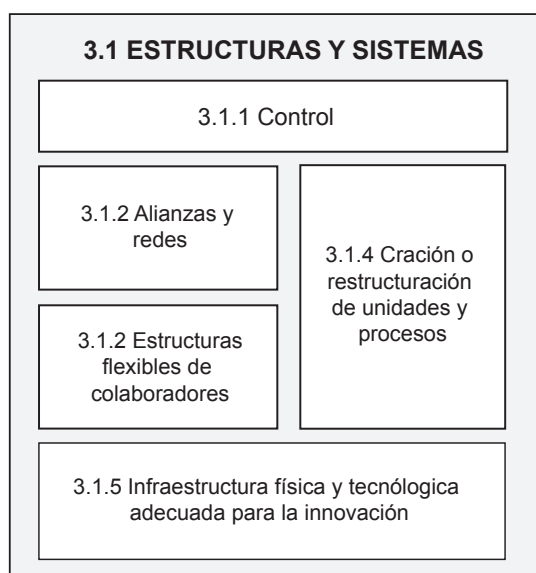 3.1 ESTRUCTURAS Y SISTEMAS
3.1.1 Control
3.1.2 Alianzas y
redes
3.1.2 Estructuras
flexibles de
colaboradores
3.1.4 Cración o
restructuración
de unidades y
procesos
3.1.5 Infraestructura física y tecnólogica
adecuada para la innovación